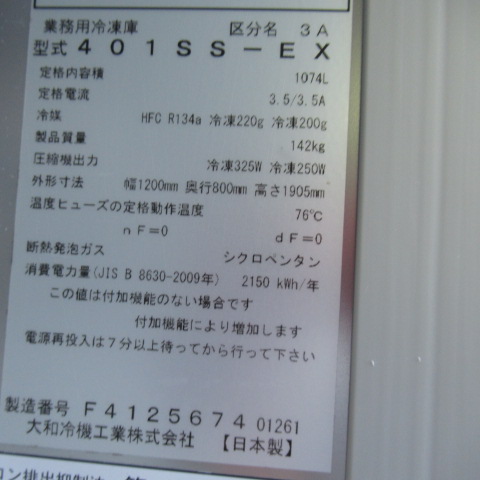 業務用冷凍庫 区分名 3A
型式 401SS-EX
定格内容積 1074L
定格電流 3.5/3.5A
冷媒 HFC R134a 冷凍220g 冷凍200g
製品質量 142kg
圧縮機出力 冷凍325W 冷凍250W
外形寸法 幅1200mm 奥行800mm 高さ1905mm
温度ヒューズの定格動作温度 76℃
nF=0 dF=0
断熱発泡ガス シクロペンタン
消費電力量(JIS B 8630-2009年) 2150 kWh/年
この値は付加機能のない場合です
付加機能により増加します
電源再投入は7分以上待ってから行って下さい
製造番号 F4125674 01261
大和冷機工業株式会社 【日本製】